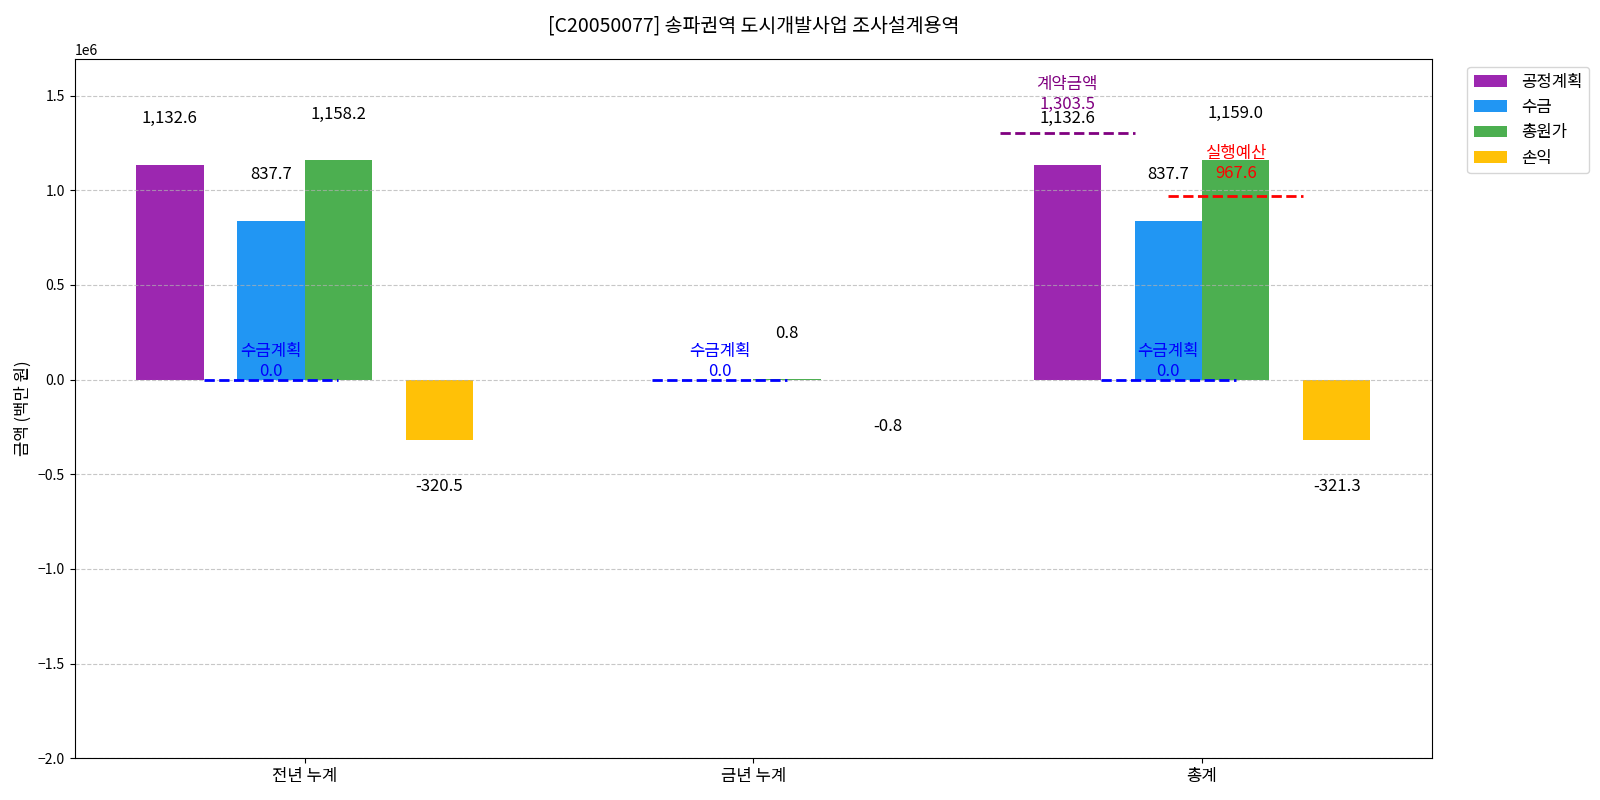 [C20050077] 송파권역 도시개발사업 조사설계용역
1e6
금액 (백만 원)
1.5
1.0
0.5
0.0
−0.5
−1.0
−1.5
−2.0
1,132.6
837.7
1,158.2
수금계획
0.0
-320.5
수금계획
0.0
0.8
-0.8
계약금액
1,303.5
1,132.6
837.7
1,159.0
실행예산
967.6
수금계획
0.0
-321.3
전년 누계
금년 누계
총계
공정계획
수금
총원가
손익